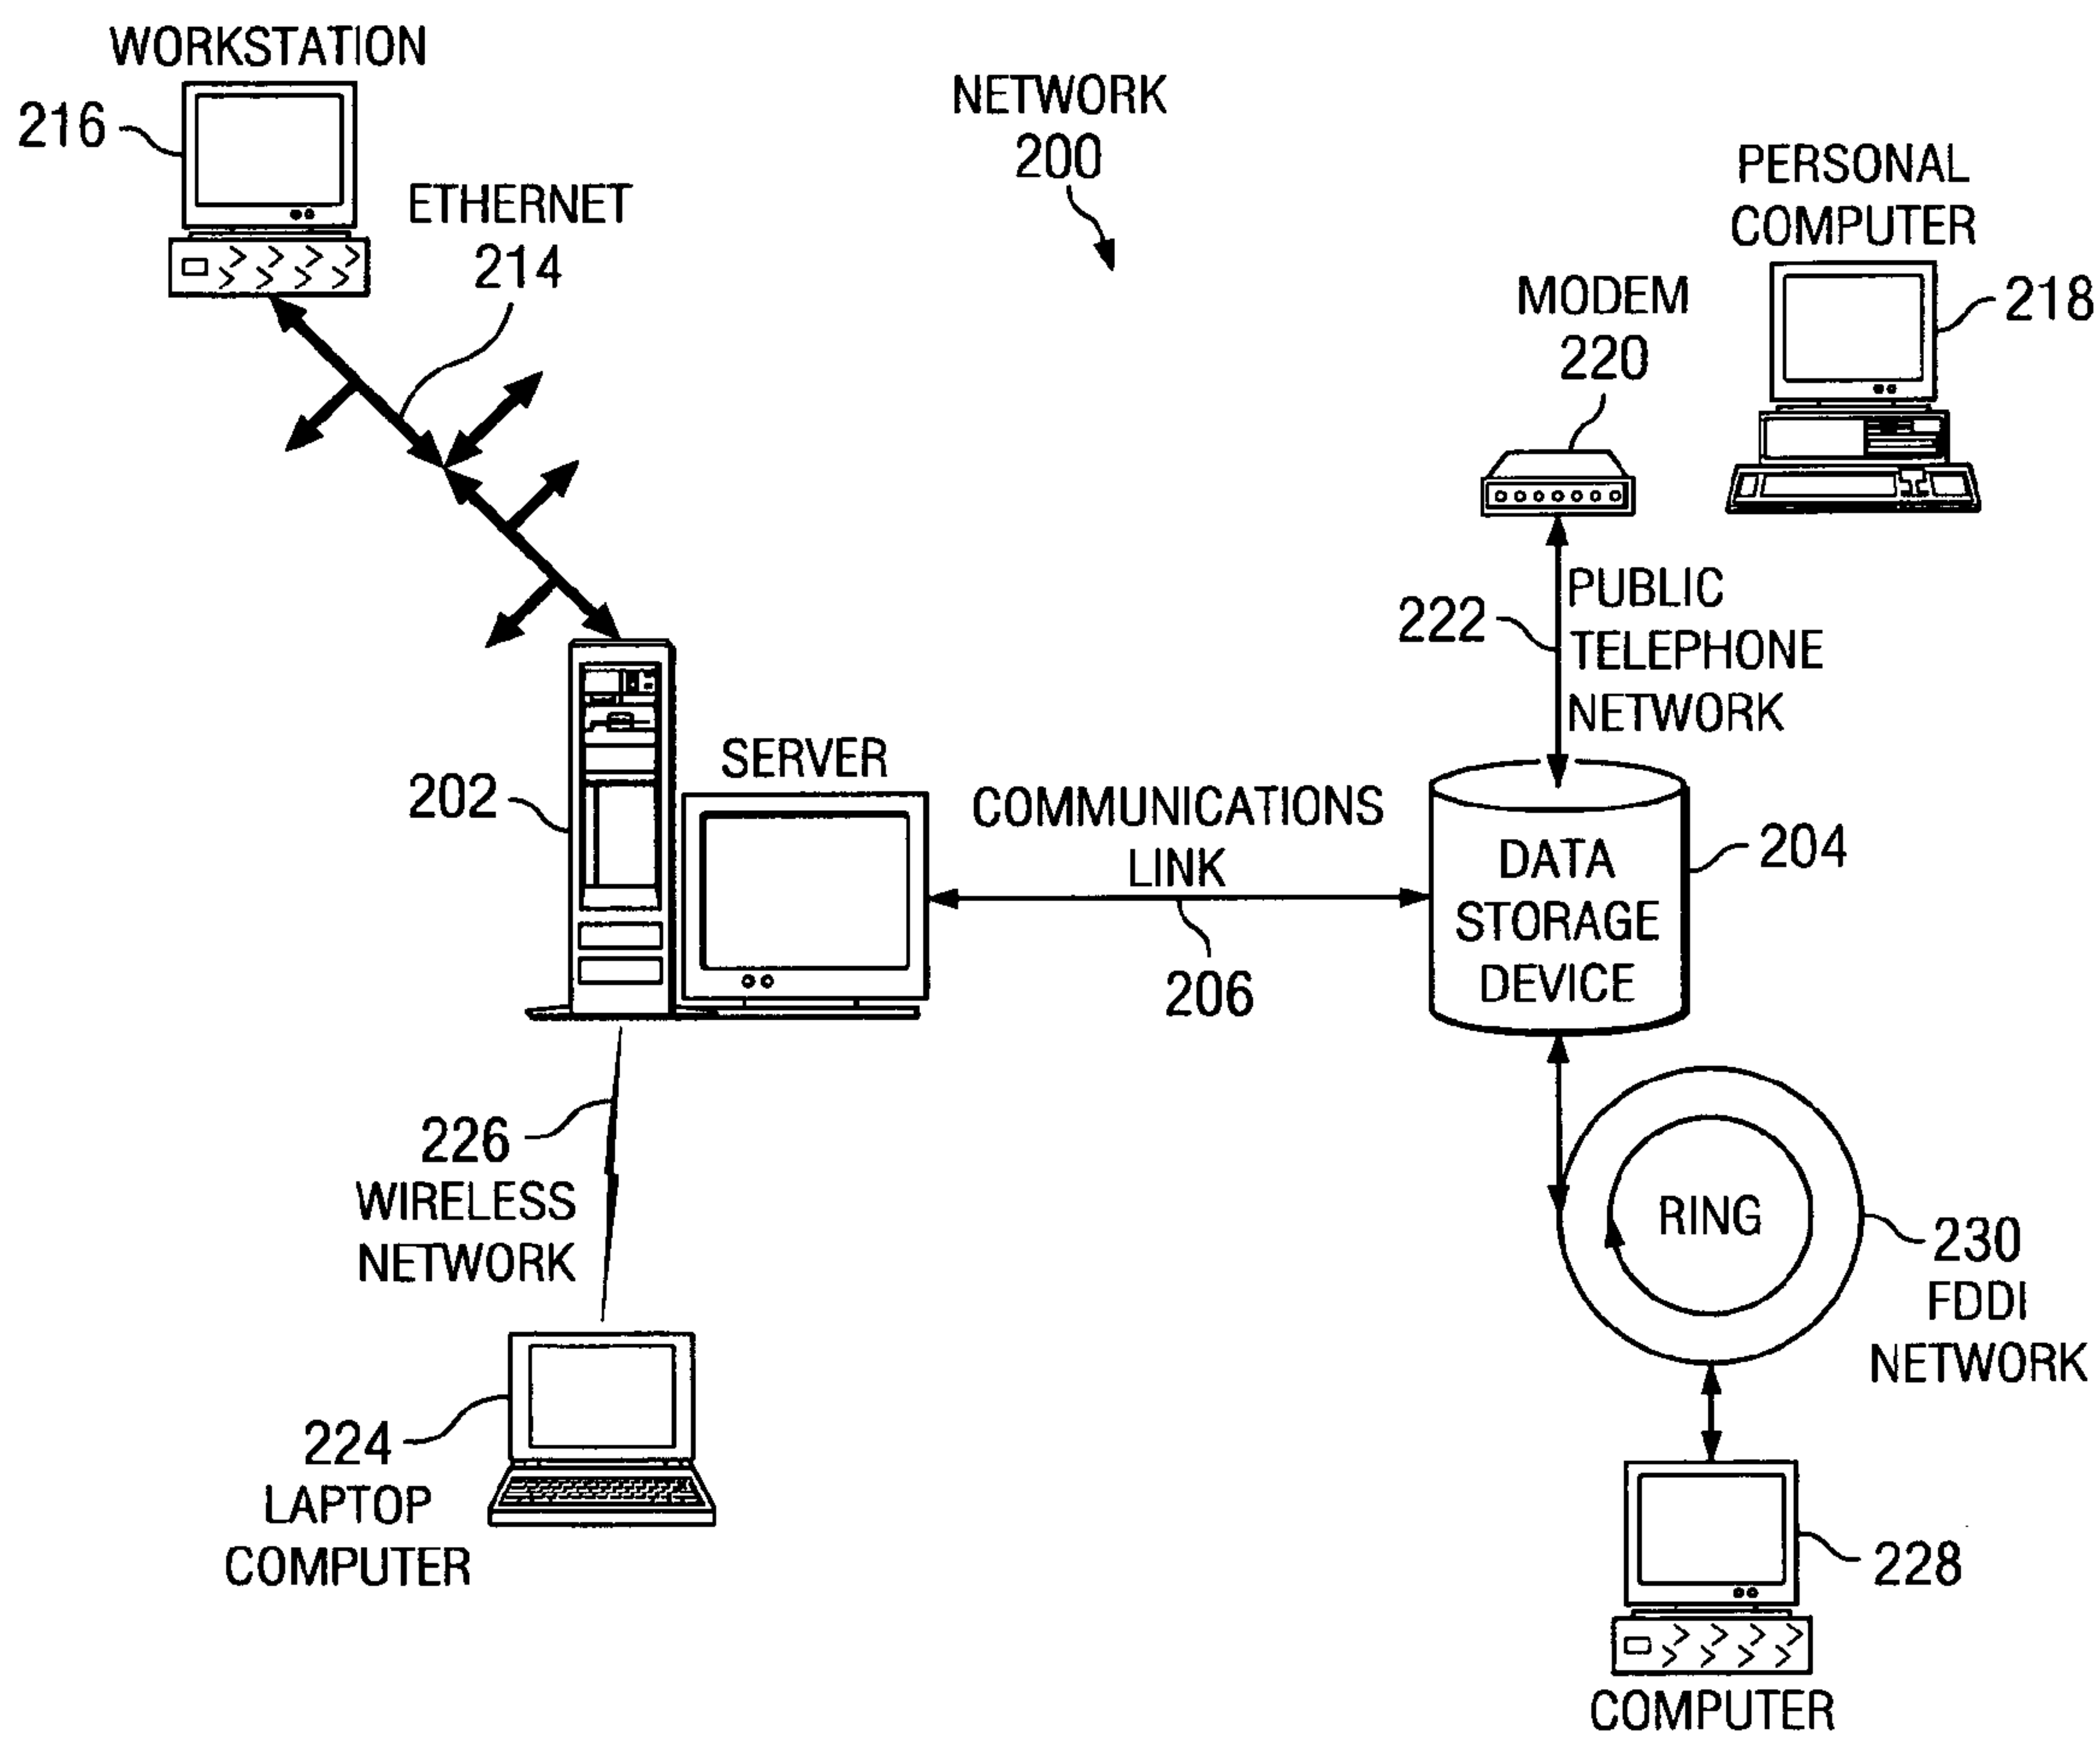 WORKSTATION
216
ETHERNET
214
NETWORK
200
PERSONAL
COMPUTER
218
MODEM
220
222
PUBLIC
TELEPHONE
NETWORK
202
SERVER
COMMUNICATIONS
LINK
206
DATA
STORAGE
DEVICE
204
226
WIRELESS
NETWORK
RING
230
FDDI
NETWORK
224
LAPTOP
COMPUTER
228
COMPUTER